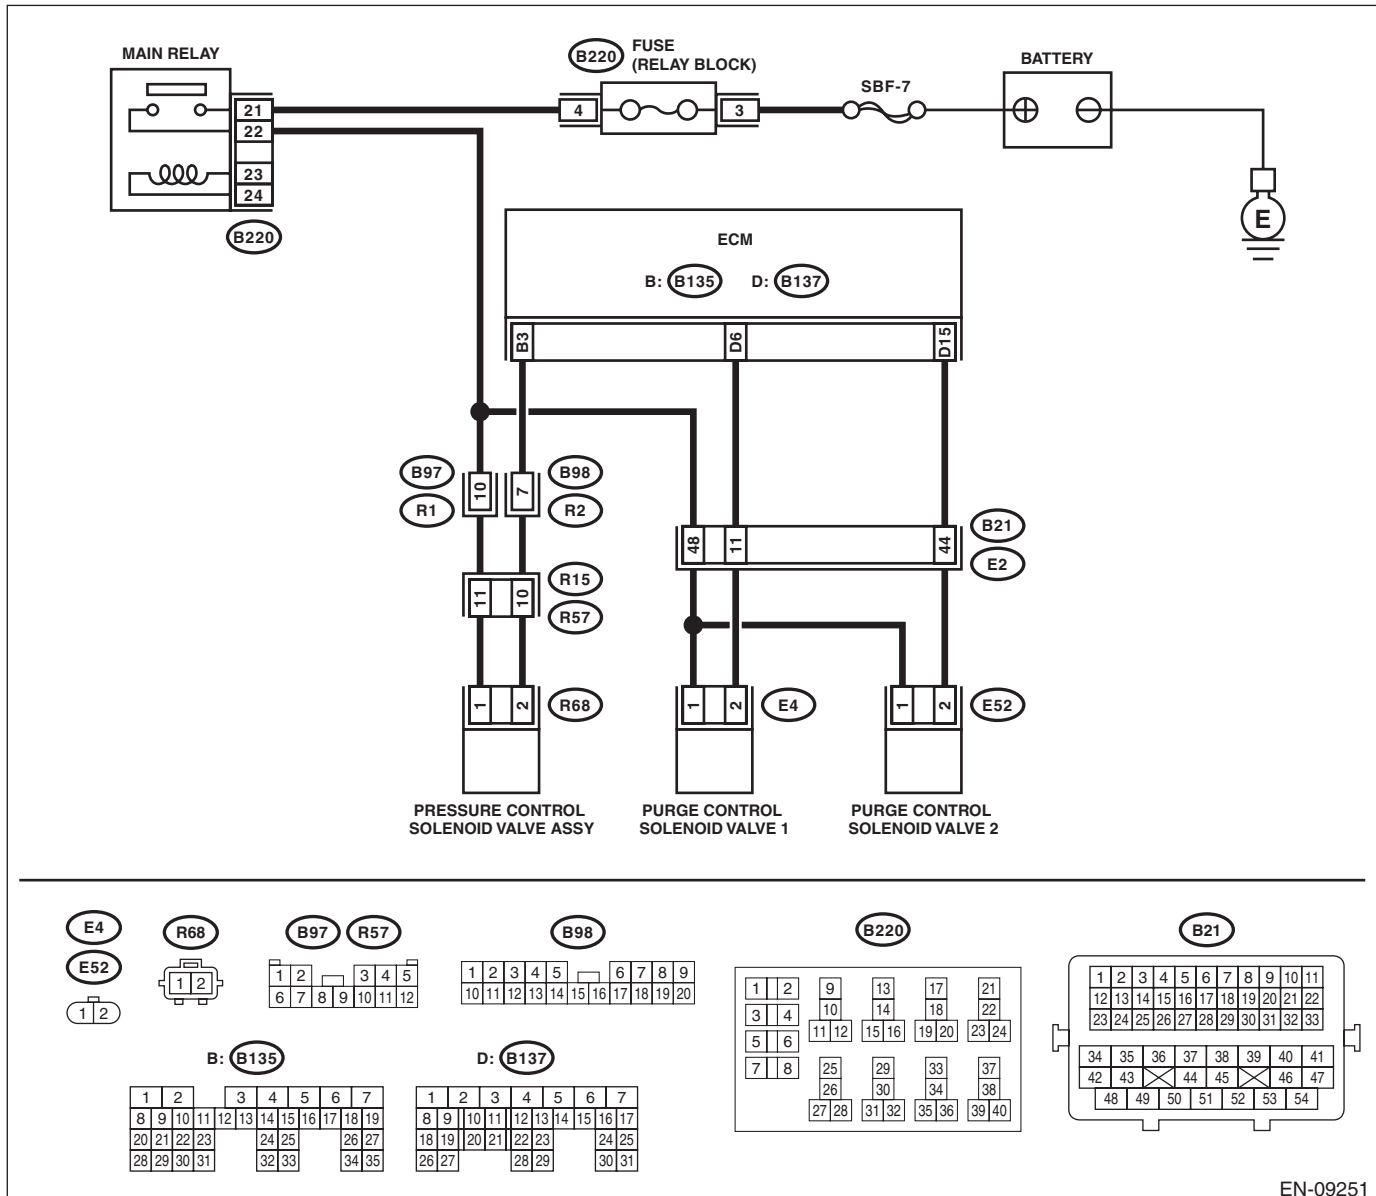 MAIN RELAY
B220
FUSE
(RELAY BLOCK)
SBF-7
BATTERY
21
22
23
24
4
3
B220
E
ECM
B: B135 D: B137
B3
D6
D15
B97
R1
10
7
B98
R2
48
11
44
B21
E2
11
10
R15
R57
1
2
R68
1
2
E4
1
2
E52
PRESSURE CONTROL
SOLENOID VALVE ASSY
PURGE CONTROL
SOLENOID VALVE 1
PURGE CONTROL
SOLENOID VALVE 2
E4
E52
1 2
R68
1 2
B97 R57
1 2 3 4 5
6 7 8 9 10 11 12
B98
1 2 3 4 5 6 7 8 9
10 11 12 13 14 15 16 17 18 19 20
B: B135
1 2 3 4 5 6 7
8 9 10 11 12 13 14 15 16 17 18 19
20 21 22 23 24 25 26 27
28 29 30 31 32 33 34 35
D: B137
1 2 3 4 5 6 7
8 9 10 11 12 13 14 15 16 17
18 19 20 21 22 23 24 25
26 27 28 29 30 31
B220
1 2 9 13 17 21
3 4 10 14 18 22
5 6 11 12 15 16 19 20 23 24
7 8 25 29 33 37
26 30 34 38
27 28 31 32 35 36 39 40
B21
1 2 3 4 5 6 7 8 9 10 11
12 13 14 15 16 17 18 19 20 21 22
23 24 25 26 27 28 29 30 31 32 33
34 35 36 37 38 39 40 41
42 43 44 45 46 47
48 49 50 51 52 53 54
EN-09251